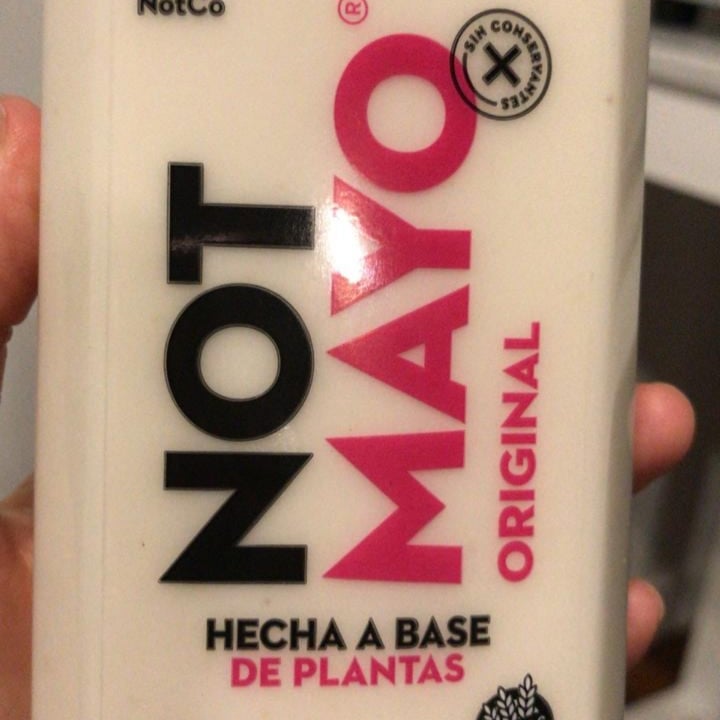 NotCo
NOT
MAYO®
ORIGINAL
SIN CONSERVANTES
HECHA A BASE
DE PLANTAS